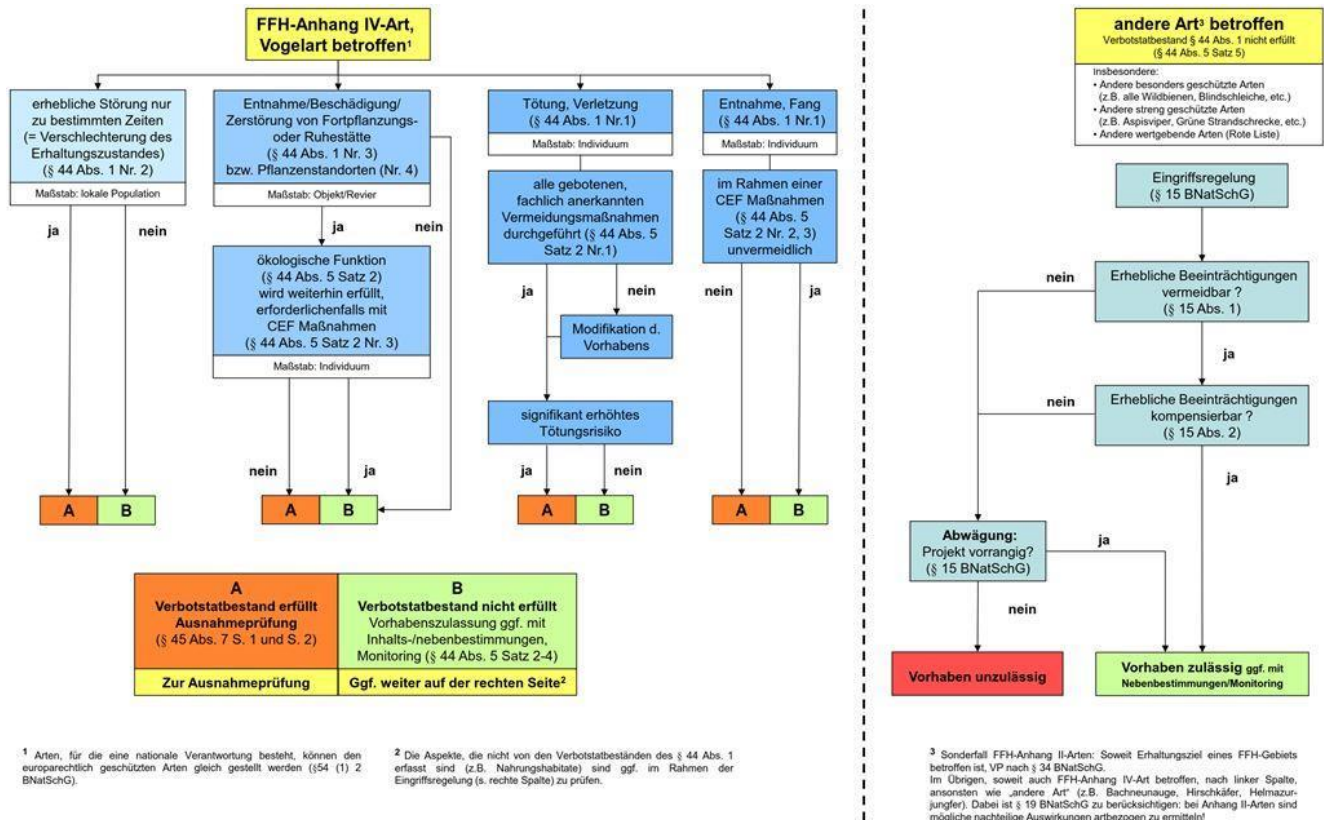 FFH-Anhang IV-Art,
Vogelart betroffen¹
erhebliche Störung nur
zu bestimmten Zeiten
(= Verschlechterung des
Erhaltungszustandes)
(§ 44 Abs. 1 Nr. 2)
Maßstab: lokale Population
ja
nein
A
B
Entnahme/Beschädigung/
Zerstörung von Fortpflanzungs-
oder Ruhestätte
(§ 44 Abs. 1 Nr. 3)
bzw. Pflanzenstandorten (Nr. 4)
Maßstab: Objekt/Revier
ja
nein
ökologische Funktion
(§ 44 Abs. 5 Satz 2)
wird weiterhin erfüllt,
erforderlichenfalls mit
CEF Maßnahmen
(§ 44 Abs. 5 Satz 2 Nr. 3)
Maßstab: Individuum
nein
ja
A
B
Tötung, Verletzung
(§ 44 Abs. 1 Nr.1)
Maßstab: Individuum
alle gebotenen,
fachlich anerkannten
Vermeidungsmaßnahmen
durchgeführt (§ 44 Abs. 5
Satz 2 Nr.1)
ja
nein
Modifikation d.
Vorhabens
signifikant erhöhtes
Tötungsrisiko
ja
nein
A
B
Entnahme, Fang
(§ 44 Abs. 1 Nr.1)
Maßstab: Individuum
im Rahmen einer
CEF Maßnahmen
(§ 44 Abs. 5
Satz 2 Nr. 2, 3)
unvermeidlich
nein
ja
A
B
A
Verbotstatbestand erfüllt
Ausnahmeprüfung
(§ 45 Abs. 7 S. 1 und S. 2)
Zur Ausnahmeprüfung
B
Verbotstatbestand nicht erfüllt
Vorhabenszulassung ggf. mit
Inhalts-/nebenbestimmungen,
Monitoring (§ 44 Abs. 5 Satz 2-4)
Ggf. weiter auf der rechten Seite²
¹ Arten, für die eine nationale Verantwortung besteht, können den
europarechtlich geschützten Arten gleich gestellt werden (§54 (1) 2
BNatSchG).
² Die Aspekte, die nicht von den Verbotstatbeständen des § 44 Abs. 1
erfasst sind (z.B. Nahrungshabitate) sind ggf. im Rahmen der
Eingriffsregelung (s. rechte Spalte) zu prüfen.
andere Art³ betroffen
Verbotstatbestand § 44 Abs. 1 nicht erfüllt
(§ 44 Abs. 5 Satz 5)
Insbesondere:
• Andere besonders geschützte Arten
(z.B. alle Wildbienen, Blindschleiche, etc.)
• Andere streng geschützte Arten
(z.B. Aspisviper, Grüne Strandschrecke, etc.)
• Andere wertgebende Arten (Rote Liste)
Eingriffsregelung
(§ 15 BNatSchG)
nein
Erhebliche Beeinträchtigungen
vermeidbar ?
(§ 15 Abs. 1)
ja
nein
Erhebliche Beeinträchtigungen
kompensierbar ?
(§ 15 Abs. 2)
ja
Abwägung:
Projekt vorrangig?
(§ 15 BNatSchG)
ja
nein
Vorhaben unzulässig
Vorhaben zulässig ggf. mit
Nebenbestimmungen/Monitoring
³ Sonderfall FFH-Anhang II-Arten: Soweit Erhaltungsziel eines FFH-Gebiets
betroffen ist, VP nach § 34 BNatSchG.
Im Übrigen, soweit auch FFH-Anhang IV-Art betroffen, nach linker Spalte,
ansonsten wie „andere Art“ (z.B. Bachneunauge, Hirschkäfer, Helmazur-
jungfer). Dabei ist § 19 BNatSchG zu berücksichtigen: bei Anhang II-Arten sind
mögliche nachteilige Auswirkungen artbezogen zu ermitteln!